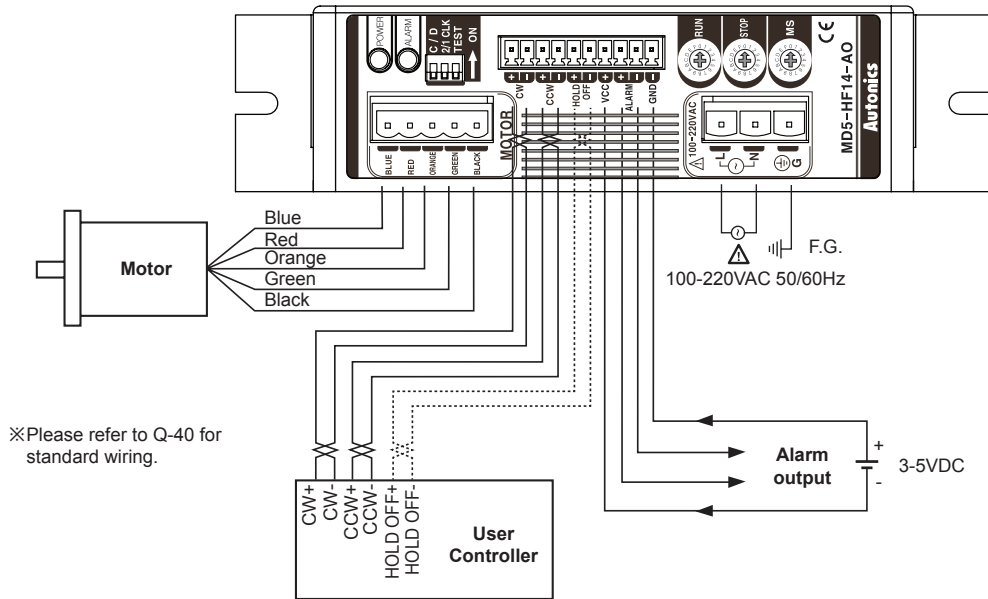 POWER
ALARM
C / D
2/1 CLK
TEST
ON
+ - + - + - + + - -
CW
CCW
HOLD
OFF
VCC
ALARM
GND
RUN
STOP
MS
CE
MD5-HF14-AO
Autonics
MOTOR
BLUE
RED
ORANGE
GREEN
BLACK
100-220VAC
L
N
G
Blue
Red
Orange
Green
Black
Motor
F.G.
100-220VAC 50/60Hz
※Please refer to Q-40 for
standard wiring.
CW+
CW-
CCW+
CCW-
HOLD OFF+
HOLD OFF-
User
Controller
Alarm
output
+
-
3-5VDC